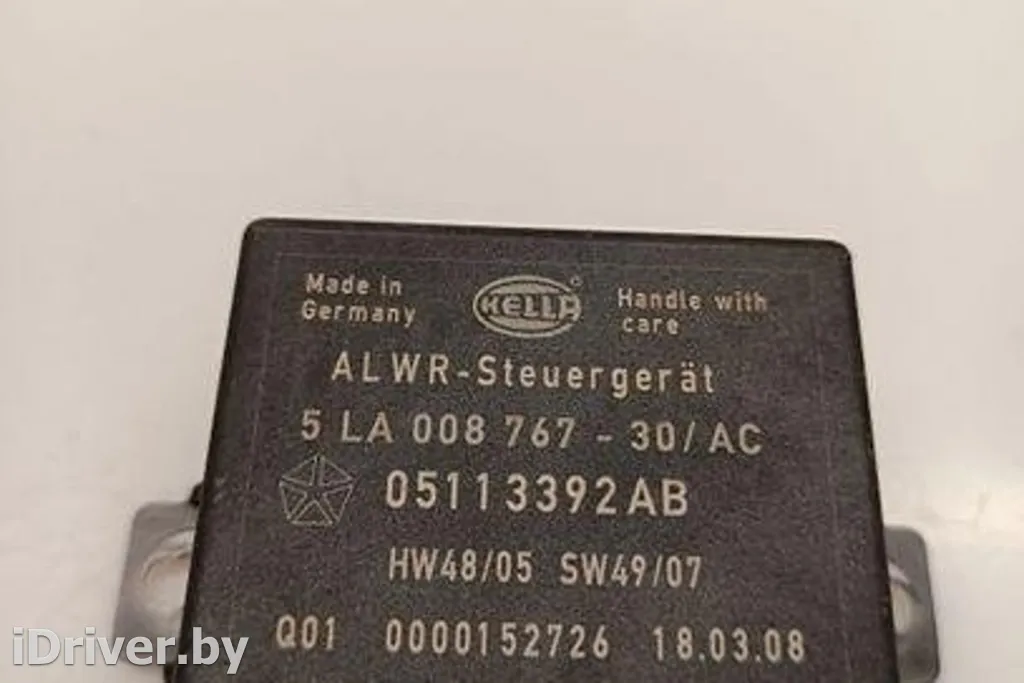 Made in
Germany
HELLA
Handle with
care
ALWR-Steuergerät
5 LA 008 767 - 30/AC
05113392AB
HW48/05 SW49/07
Q01 0000152726 18.03.08
iDriver.by